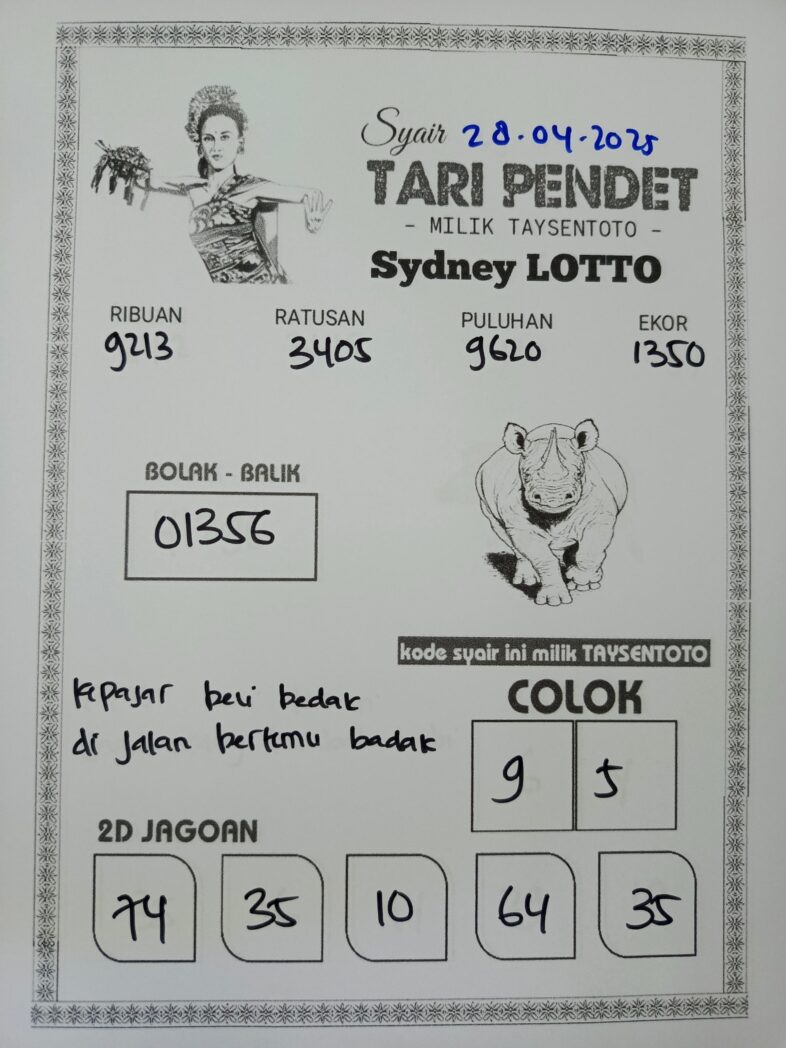 Syair 28.04.2025
TARI PENDET
- MILIK TAYSENTOTO -
Sydney LOTTO
RIBUAN RATUSAN PULUHAN EKOR
9213 3405 9620 1350
BOLAK - BALIK
01356
kode syair ini milik TAYSENTOTO
kepasar beli bedak
di jalan bertemu badak
COLOK
9 5
2D JAGOAN
74 35 10 64 35